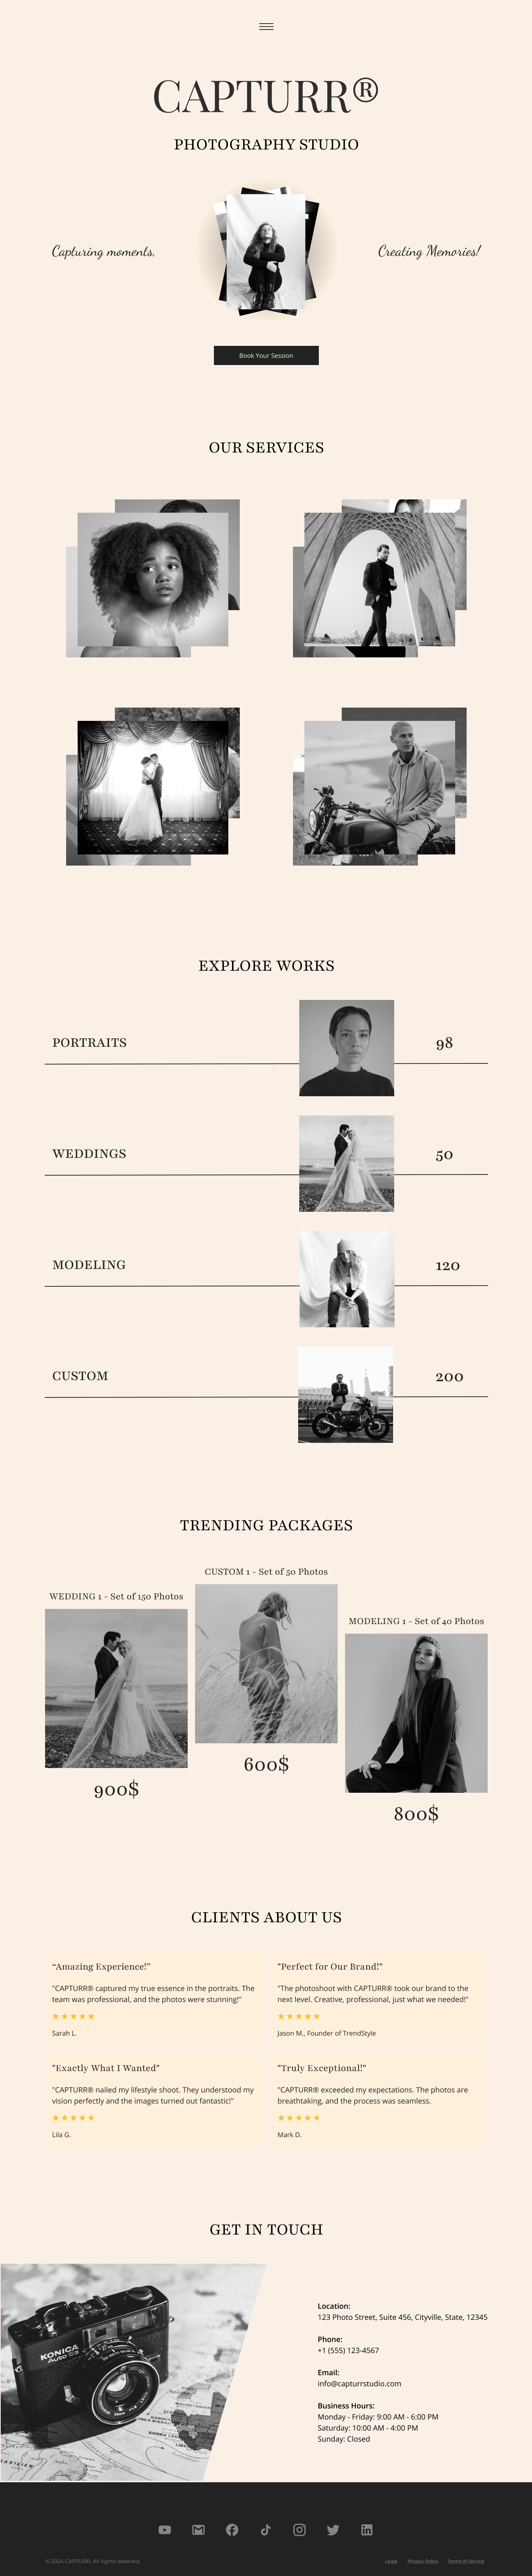 CAPTURR®
PHOTOGRAPHY STUDIO
Capturing moments,
Creating Memories!
Book Your Session
OUR SERVICES
EXPLORE WORKS
PORTRAITS
98
WEDDINGS
50
MODELING
120
CUSTOM
200
TRENDING PACKAGES
WEDDING 1 - Set of 150 Photos
900$
CUSTOM 1 - Set of 50 Photos
600$
MODELING 1 - Set of 40 Photos
800$
CLIENTS ABOUT US
“Amazing Experience!”
"CAPTURR® captured my true essence in the portraits. The
team was professional, and the photos were stunning!"
Sarah L.
"Perfect for Our Brand!"
"The photoshoot with CAPTURR® took our brand to the
next level. Creative, professional, just what we needed!"
Jason M., Founder of TrendStyle
"Exactly What I Wanted"
"CAPTURR® nailed my lifestyle shoot. They understood my
vision perfectly and the images turned out fantastic!"
Lila G.
"Truly Exceptional!"
"CAPTURR® exceeded my expectations. The photos are
breathtaking, and the process was seamless.
Mark D.
GET IN TOUCH
KONICA
Auto S3
Location:
123 Photo Street, Suite 456, Cityville, State, 12345
Phone:
+1 (555) 123-4567
Email:
info@capturrstudio.com
Business Hours:
Monday - Friday: 9:00 AM - 6:00 PM
Saturday: 10:00 AM - 4:00 PM
Sunday: Closed
© 2024 CAPTURR. All rights reserved.
Legal
Privacy Policy
Terms of Service